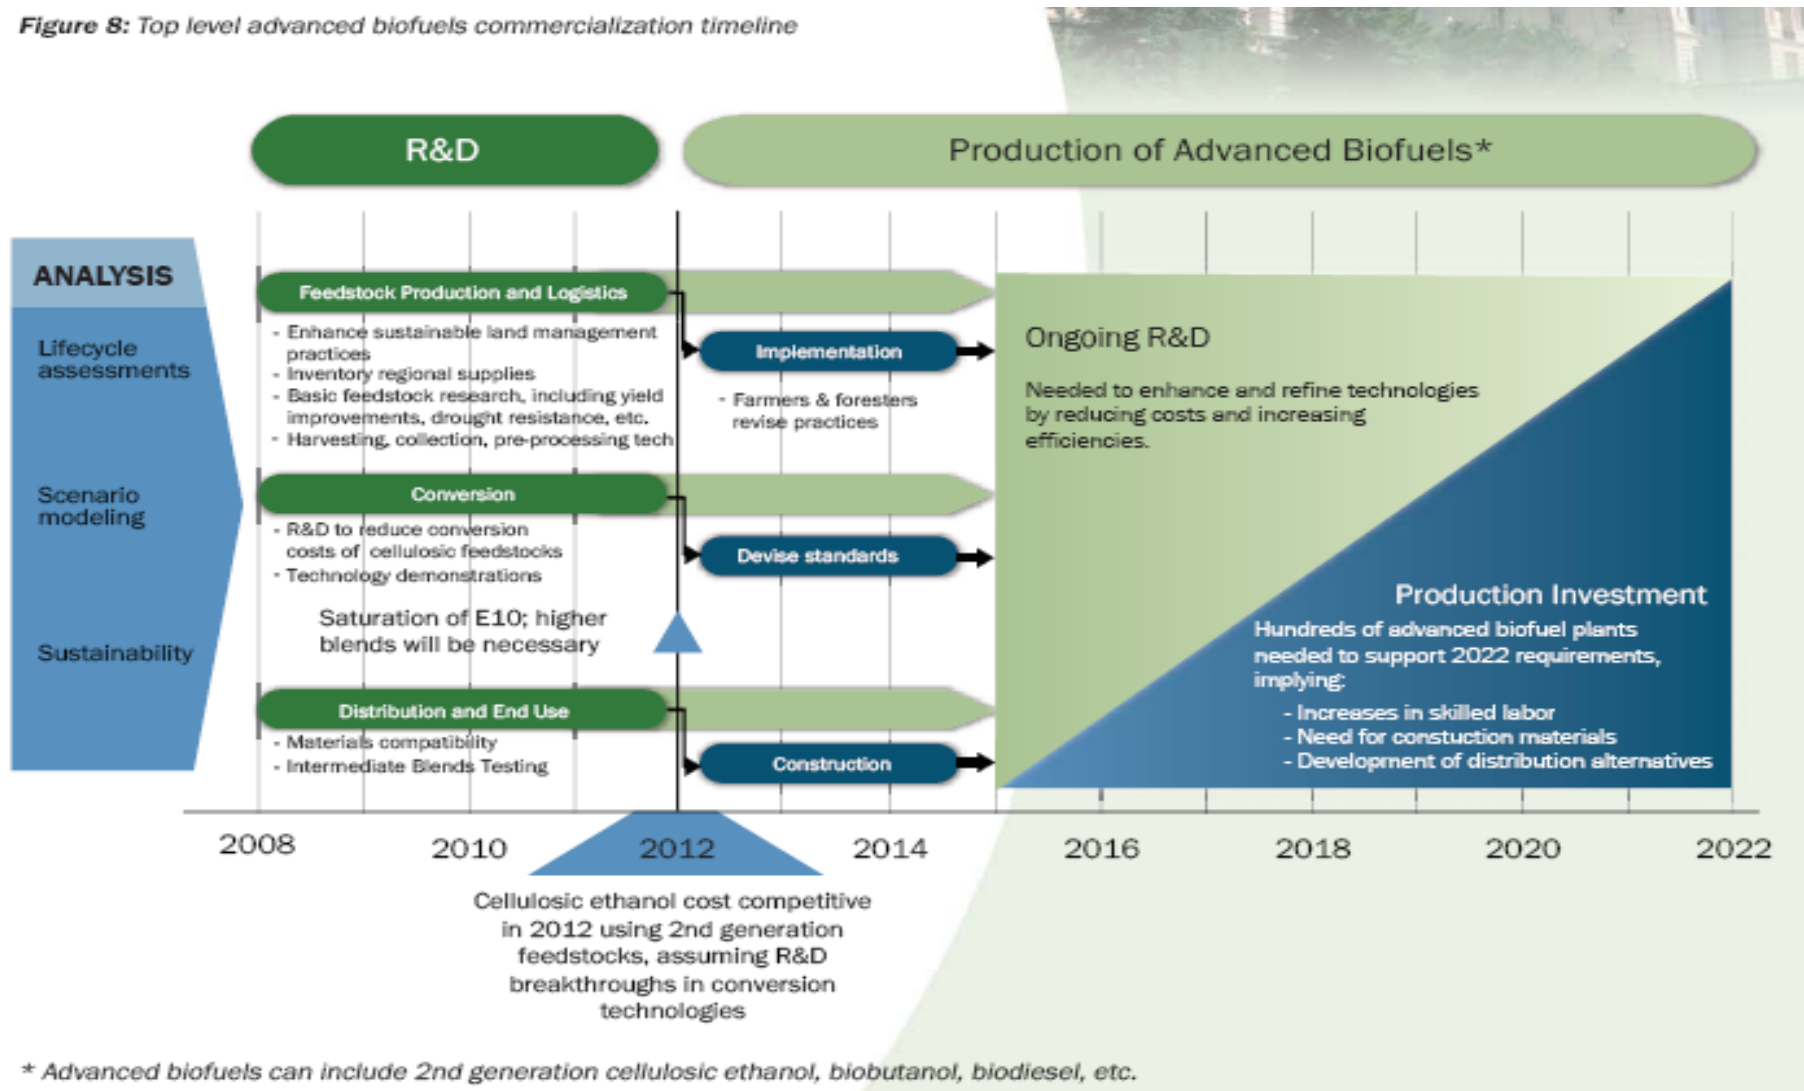 Figure 8: Top level advanced biofuels commercialization timeline
R&D
Production of Advanced Biofuels*
ANALYSIS
Lifecycle
assessments
Scenario
modeling
Sustainability
Feedstock Production and Logistics
- Enhance sustainable land management
practices
- Inventory regional supplies
- Basic feedstock research, including yield
improvements, drought resistance, etc.
- Harvesting, collection, pre-processing tech
Implementation
- Farmers & foresters
revise practices
Conversion
- R&D to reduce conversion
costs of cellulosic feedstocks
- Technology demonstrations
Devise standards
Saturation of E10; higher
blends will be necessary
Distribution and End Use
- Materials compatibility
- Intermediate Blends Testing
Construction
Ongoing R&D
Needed to enhance and refine technologies
by reducing costs and increasing
efficiencies.
Production Investment
Hundreds of advanced biofuel plants
needed to support 2022 requirements,
implying:
- Increases in skilled labor
- Need for constuction materials
- Development of distribution alternatives
2008 2010 2012 2014 2016 2018 2020 2022
Cellulosic ethanol cost competitive
in 2012 using 2nd generation
feedstocks, assuming R&D
breakthroughs in conversion
technologies
* Advanced biofuels can include 2nd generation cellulosic ethanol, biobutanol, biodiesel, etc.